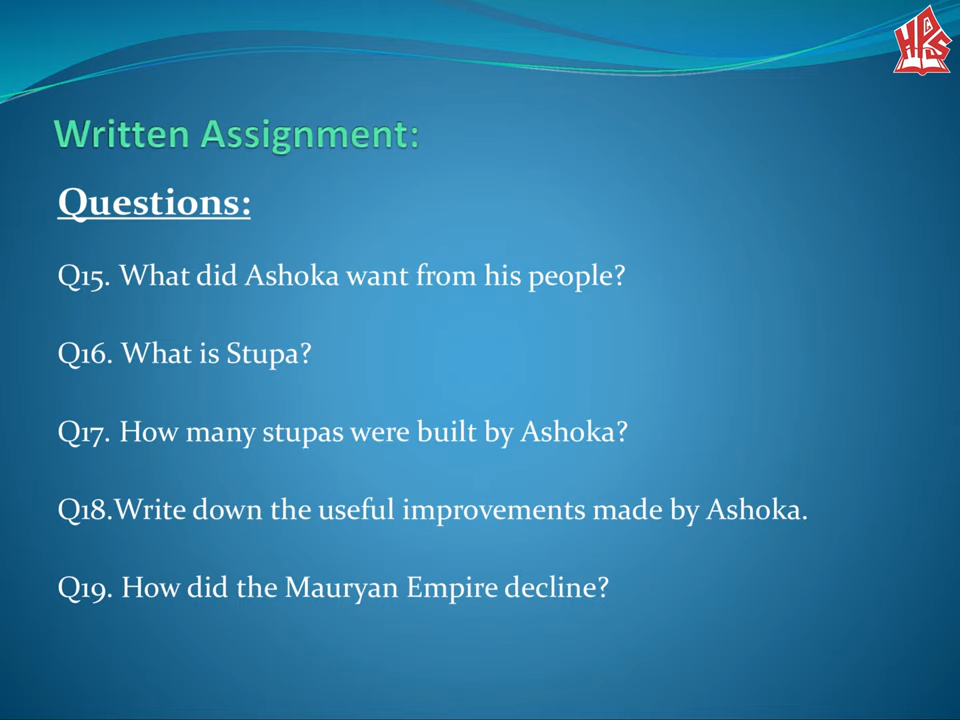 Written Assignment:
Questions:
Q15. What did Ashoka want from his people?
Q16. What is Stupa?
Q17. How many stupas were built by Ashoka?
Q18.Write down the useful improvements made by Ashoka.
Q19. How did the Mauryan Empire decline?